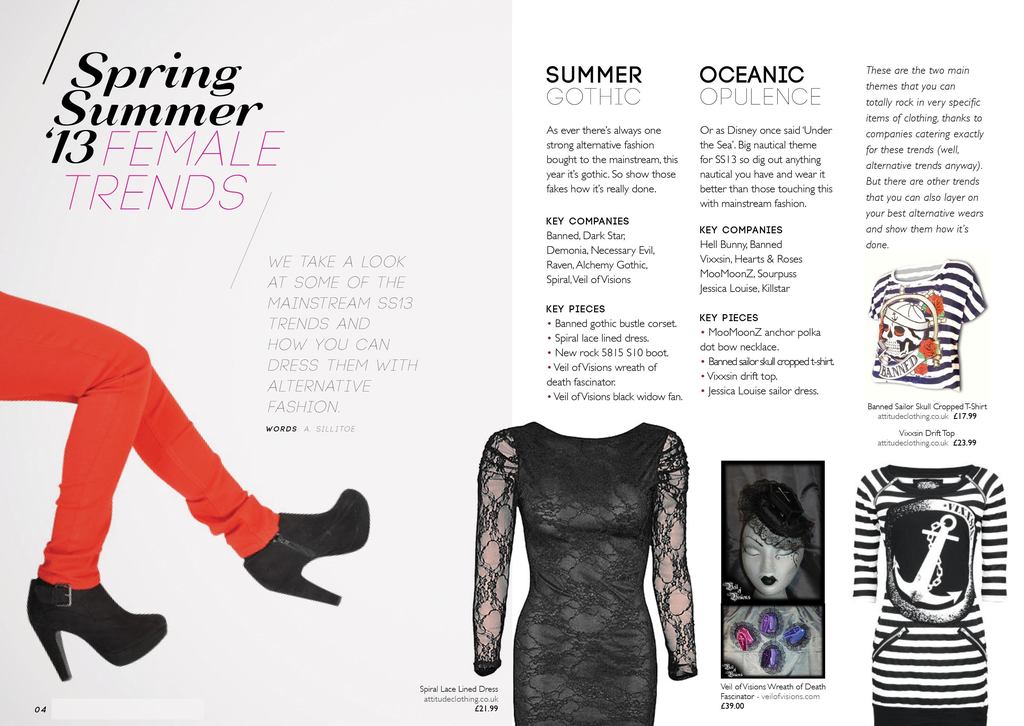 Spring
Summer
'13 FEMALE
TRENDS
WE TAKE A LOOK
AT SOME OF THE
MAINSTREAM SS13
TRENDS AND
HOW YOU CAN
DRESS THEM WITH
ALTERNATIVE
FASHION.
WORDS A. SILLITOE
04
SUMMER
GOTHIC
As ever there's always one
strong alternative fashion
bought to the mainstream, this
year it's gothic. So show those
fakes how it's really done.
KEY COMPANIES
Banned, Dark Star,
Demonia, Necessary Evil,
Raven, Alchemy Gothic,
Spiral, Veil of Visions
KEY PIECES
• Banned gothic bustle corset.
• Spiral lace lined dress.
• New rock 5815 S10 boot.
• Veil of Visions wreath of
death fascinator.
• Veil of Visions black widow fan.
OCEANIC
OPULENCE
Or as Disney once said 'Under
the Sea'. Big nautical theme
for SS13 so dig out anything
nautical you have and wear it
better than those touching this
with mainstream fashion.
KEY COMPANIES
Hell Bunny, Banned
Vixxsin, Hearts & Roses
MooMoonZ, Sourpuss
Jessica Louise, Killstar
KEY PIECES
• MooMoonZ anchor polka
dot bow necklace.
• Banned sailor skull cropped t-shirt.
• Vixxsin drift top.
• Jessica Louise sailor dress.
These are the two main
themes that you can
totally rock in very specific
items of clothing, thanks to
companies catering exactly
for these trends (well,
alternative trends anyway).
But there are other trends
that you can also layer on
your best alternative wears
and show them how it's
done.
BANNED
Banned Sailor Skull Cropped T-Shirt
attitudeclothing.co.uk £17.99
Vixxsin Drift Top
attitudeclothing.co.uk £23.99
Spiral Lace Lined Dress
attitudeclothing.co.uk
£21.99
Veil
of
Visions
Veil
of
Visions
Veil of Visions Wreath of Death
Fascinator - veilofvisions.com
£39.00